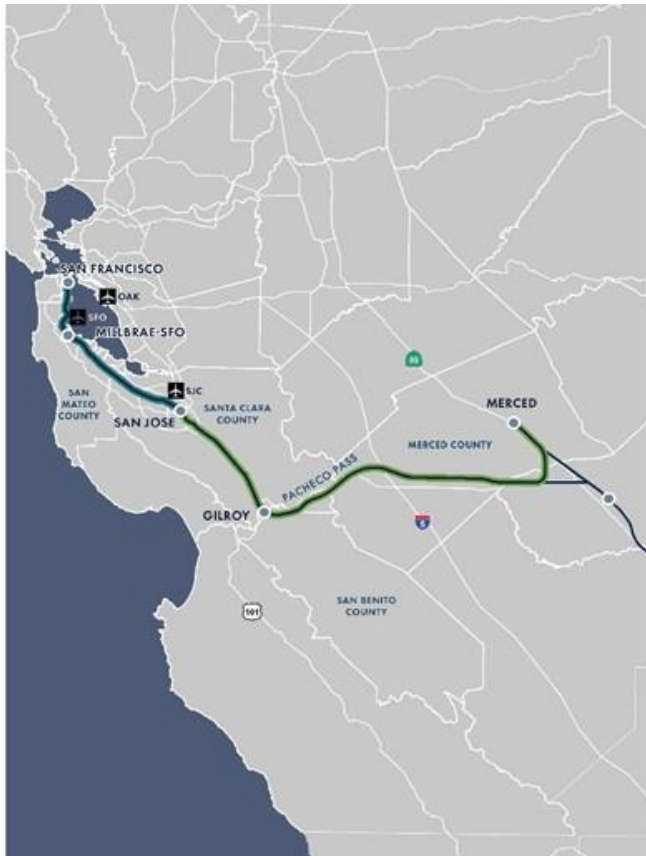 SAN FRANCISCO
OAK
SFO
MILLBRAE-SFO
SAN
MATEO
COUNTY
SJC
SAN JOSE
SANTA CLARA
COUNTY
MERCED
MERCED COUNTY
PACHECO PASS
GILROY
5
SAN BENITO
COUNTY
101